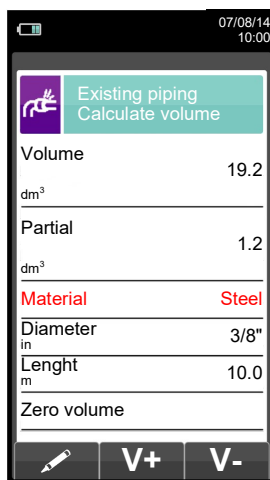 07/08/14
10:00
Existing piping
Calculate volume
Volume
19.2
dm³
Partial
1.2
dm³
Material Steel
Diameter
in
3/8"
Lenght
m
10.0
Zero volume
V+ V-